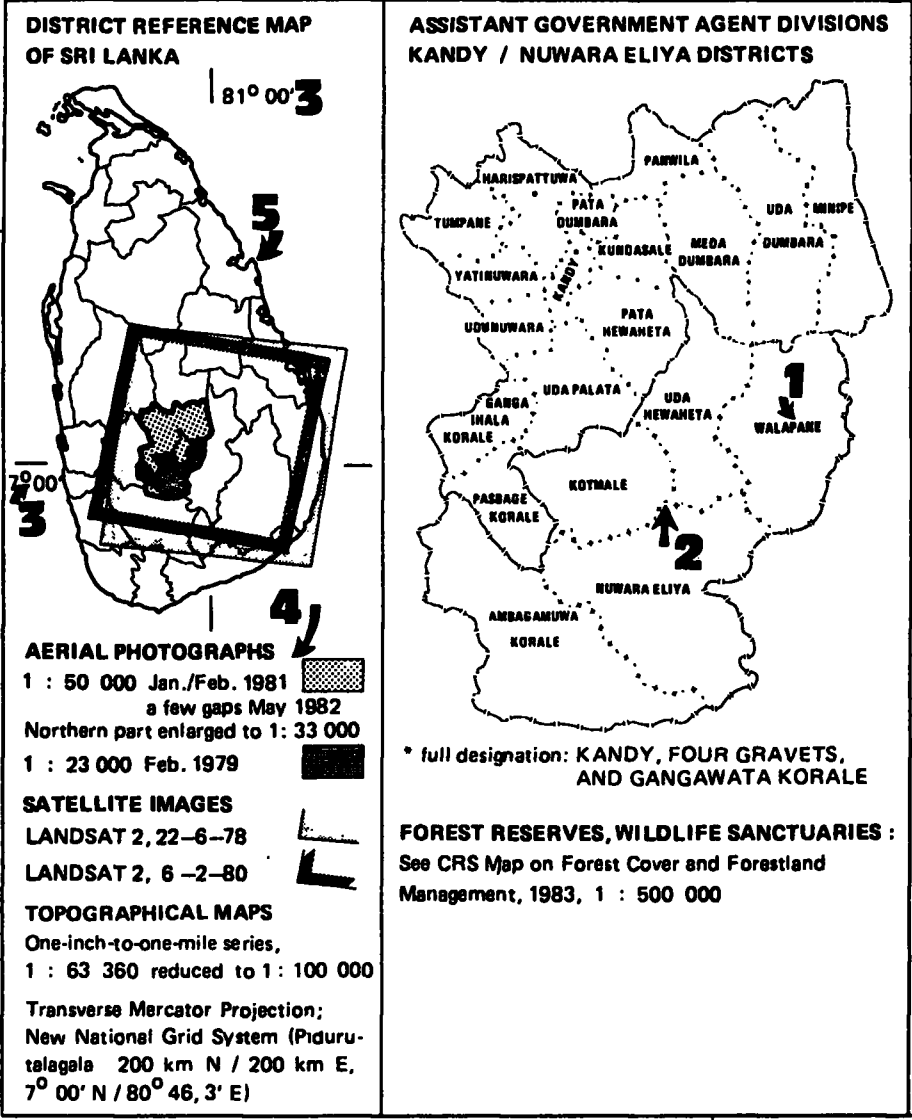 DISTRICT REFERENCE MAP
OF SRI LANKA
81° 00' 3
5
7° 00'
3
4
AERIAL PHOTOGRAPHS
1 : 50 000 Jan./Feb. 1981
a few gaps May 1982
Northern part enlarged to 1: 33 000
1 : 23 000 Feb. 1979
SATELLITE IMAGES
LANDSAT 2, 22–6–78
LANDSAT 2, 6 –2–80
TOPOGRAPHICAL MAPS
One-inch-to-one-mile series,
1 : 63 360 reduced to 1 : 100 000
Transverse Mercator Projection;
New National Grid System (Piduru-
talagala 200 km N / 200 km E,
7° 00' N / 80° 46, 3' E)
ASSISTANT GOVERNMENT AGENT DIVISIONS
KANDY / NUWARA ELIYA DISTRICTS
PANWILA
HARISPATTUWA
TUMPANE
PATA
DUMBARA
UDA
DUMBARA
MINIPE
KUNDASALE
MEDA
DUMBARA
YATINUWARA
KANDY
UDUNUWARA
PATA
HEWAHETA
1
UDA PALATA
GANGA
IHALA
KORALE
UDA
HEWAHETA
WALAPANE
KOTMALE
PASBAGE
KORALE
2
NUWARA ELIYA
AMBAGAMUWA
KORALE
* full designation: KANDY, FOUR GRAVETS,
AND GANGAWATA KORALE
FOREST RESERVES, WILDLIFE SANCTUARIES :
See CRS Map on Forest Cover and Forestland
Management, 1983, 1 : 500 000